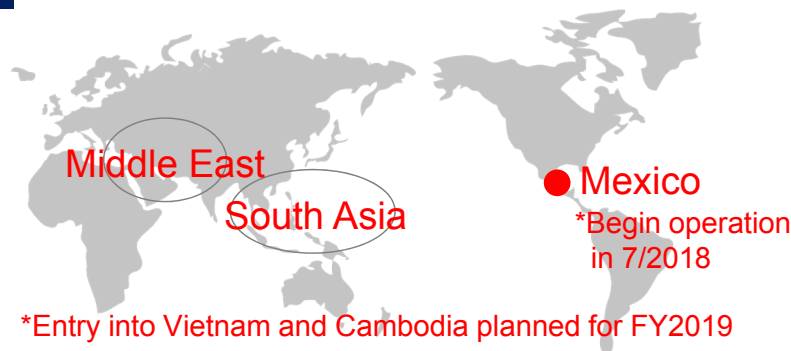 Middle East
South Asia
Mexico
*Begin operation
in 7/2018
*Entry into Vietnam and Cambodia planned for FY2019